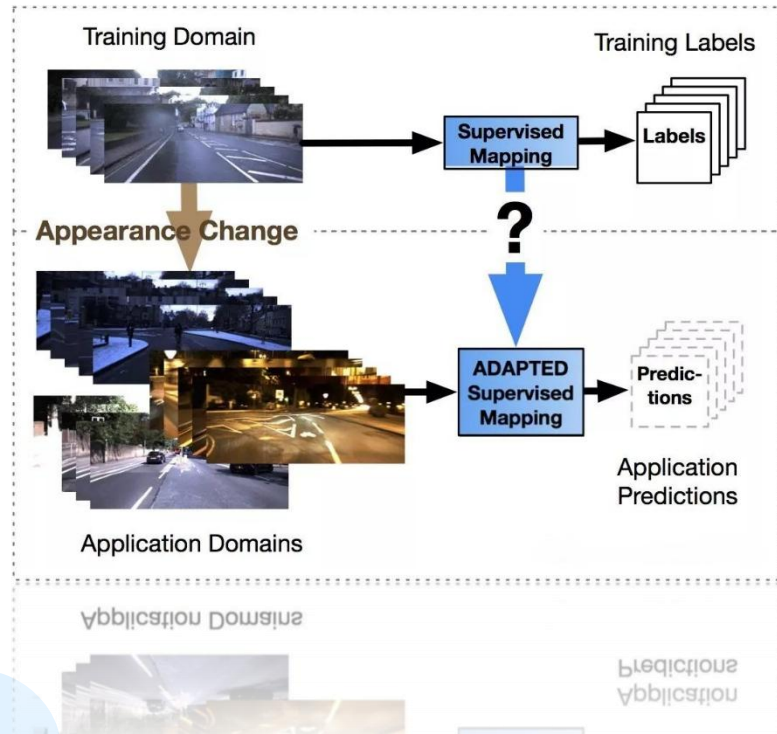 Training Domain
Training Labels
Supervised
Mapping
Labels
Appearance Change
?
ADAPTED
Supervised
Mapping
Predic-
tions
Application
Predictions
Application Domains
Application Domains
Predictions
Application